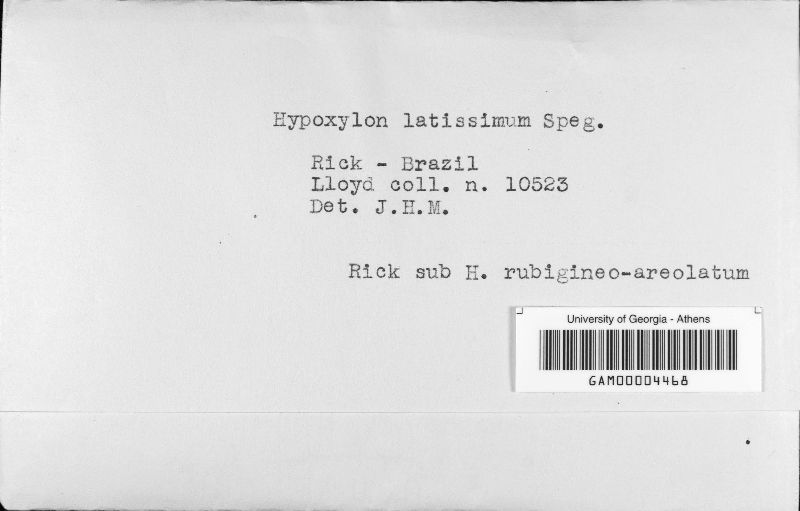 Hypoxylon latissimum Speg.
Rick - Brazil
Lloyd coll. n. 10523
Det. J.H.M.
Rick sub H. rubigineo-areolatum
University of Georgia - Athens
GAM00004468